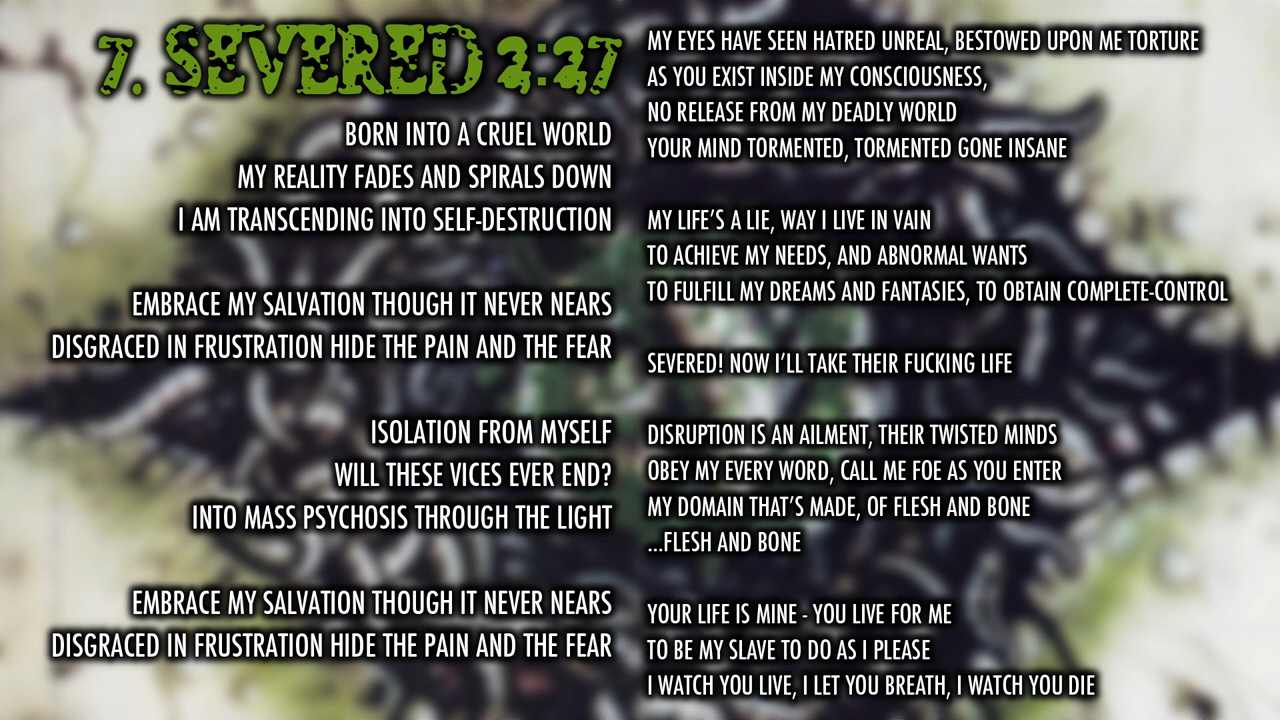 7. SEVERED 2:27
BORN INTO A CRUEL WORLD
MY REALITY FADES AND SPIRALS DOWN
I AM TRANSCENDING INTO SELF-DESTRUCTION
EMBRACE MY SALVATION THOUGH IT NEVER NEARS
DISGRACED IN FRUSTRATION HIDE THE PAIN AND THE FEAR
ISOLATION FROM MYSELF
WILL THESE VICES EVER END?
INTO MASS PSYCHOSIS THROUGH THE LIGHT
EMBRACE MY SALVATION THOUGH IT NEVER NEARS
DISGRACED IN FRUSTRATION HIDE THE PAIN AND THE FEAR
MY EYES HAVE SEEN HATRED UNREAL, BESTOWED UPON ME TORTURE
AS YOU EXIST INSIDE MY CONSCIOUSNESS,
NO RELEASE FROM MY DEADLY WORLD
YOUR MIND TORMENTED, TORMENTED GONE INSANE
MY LIFE'S A LIE, WAY I LIVE IN VAIN
TO ACHIEVE MY NEEDS, AND ABNORMAL WANTS
TO FULFILL MY DREAMS AND FANTASIES, TO OBTAIN COMPLETE-CONTROL
SEVERED! NOW I'LL TAKE THEIR FUCKING LIFE
DISRUPTION IS AN AILMENT, THEIR TWISTED MINDS
OBEY MY EVERY WORD, CALL ME FOE AS YOU ENTER
MY DOMAIN THAT'S MADE, OF FLESH AND BONE
...FLESH AND BONE
YOUR LIFE IS MINE - YOU LIVE FOR ME
TO BE MY SLAVE TO DO AS I PLEASE
I WATCH YOU LIVE, I LET YOU BREATH, I WATCH YOU DIE